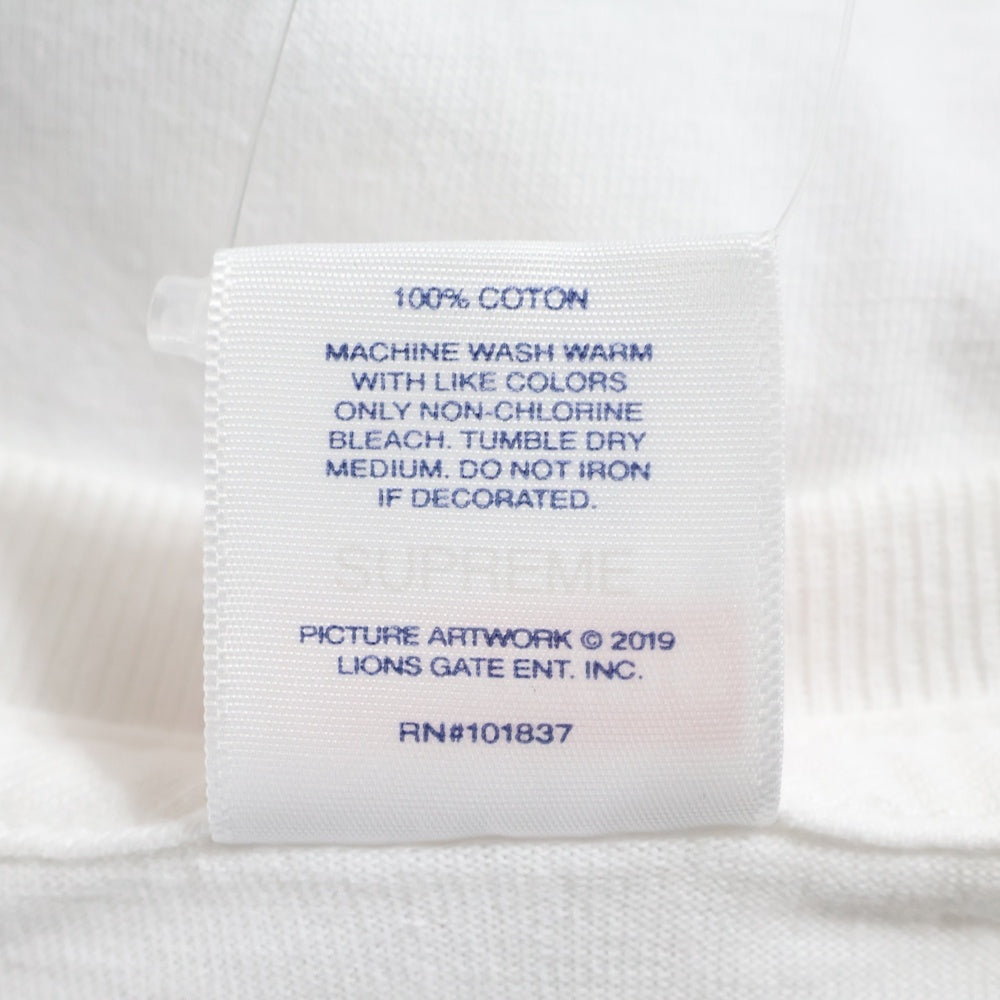 100% COTON
MACHINE WASH WARM
WITH LIKE COLORS
ONLY NON-CHLORINE
BLEACH. TUMBLE DRY
MEDIUM. DO NOT IRON
IF DECORATED.
SUPREME
PICTURE ARTWORK © 2019
LIONS GATE ENT. INC.
RN#101837